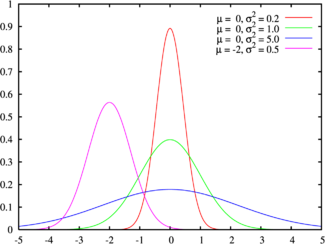 1
0.9
0.8
0.7
0.6
0.5
0.4
0.3
0.2
0.1
0
-5 -4 -3 -2 -1 0 1 2 3 4 5
μ = 0, σ² = 0.2
μ = 0, σ² = 1.0
μ = 0, σ² = 5.0
μ = -2, σ² = 0.5